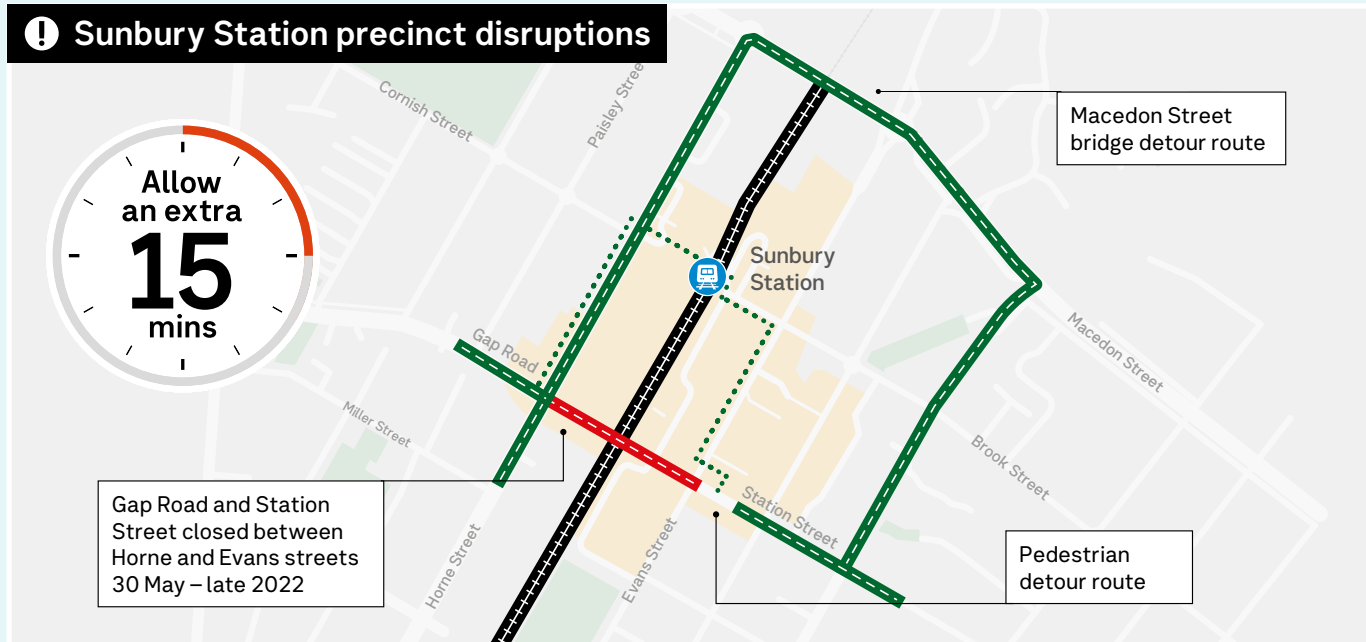 ! Sunbury Station precinct disruptions
Cornish Street
Paisley Street
Macedon Street
bridge detour route
Allow
an extra
15
mins
Sunbury
Station
Gap Road
Macedon Street
Miller Street
Brook Street
Gap Road and Station
Street closed between
Horne and Evans streets
30 May – late 2022
Station Street
Horne Street
Evans Street
Pedestrian
detour route